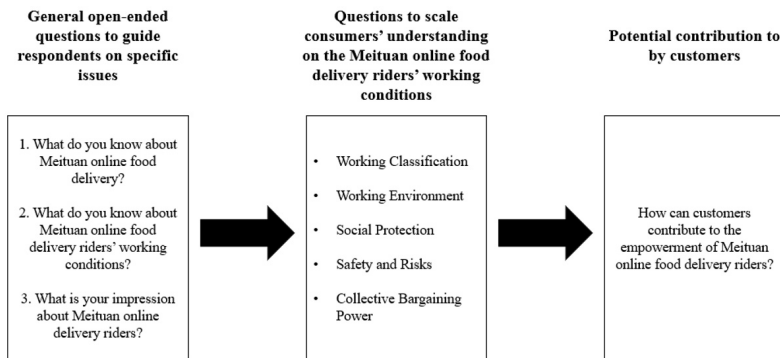 General open-ended
questions to guide
respondents on specific
issues
1. What do you know about
Meituan online food
delivery?
2. What do you know about
Meituan online food
delivery riders' working
conditions?
3. What is your impression
about Meituan online
delivery riders?
Questions to scale
consumers' understanding
on the Meituan online food
delivery riders' working
conditions
• Working Classification
• Working Environment
• Social Protection
• Safety and Risks
• Collective Bargaining
Power
Potential contribution to
by customers
How can customers
contribute to the
empowerment of Meituan
online food delivery riders?